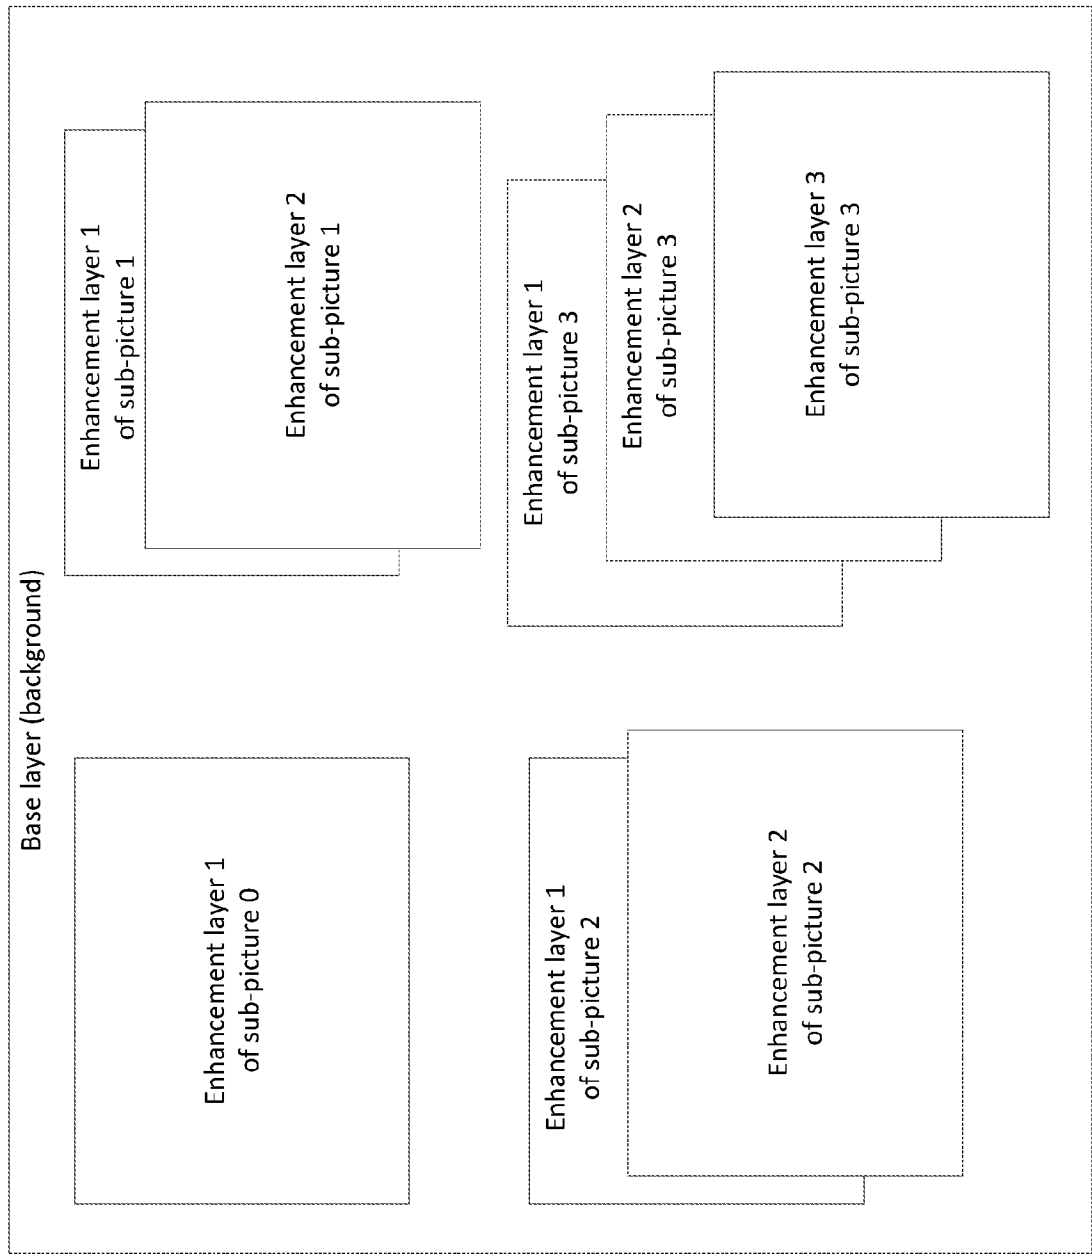 Base layer (background)
Enhancement layer 1
of sub-picture 0
Enhancement layer 1
of sub-picture 1
Enhancement layer 2
of sub-picture 1
Enhancement layer 1
of sub-picture 2
Enhancement layer 2
of sub-picture 2
Enhancement layer 1
of sub-picture 3
Enhancement layer 2
of sub-picture 3
Enhancement layer 3
of sub-picture 3